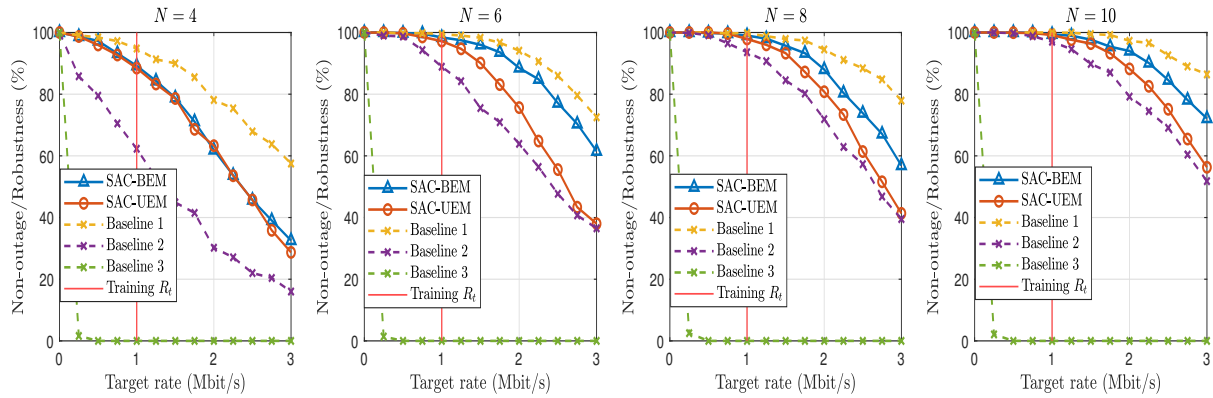 N = 4
Non-outage/Robustness (%)
100
80
60
40
20
0
SAC-BEM
SAC-UEM
Baseline 1
Baseline 2
Baseline 3
Training R_t
0 1 2 3
Target rate (Mbit/s)
N = 6
Non-outage/Robustness (%)
100
80
60
40
20
0
SAC-BEM
SAC-UEM
Baseline 1
Baseline 2
Baseline 3
Training R_t
0 1 2 3
Target rate (Mbit/s)
N = 8
Non-outage/Robustness (%)
100
80
60
40
20
0
SAC-BEM
SAC-UEM
Baseline 1
Baseline 2
Baseline 3
Training R_t
0 1 2 3
Target rate (Mbit/s)
N = 10
Non-outage/Robustness (%)
100
80
60
40
20
0
SAC-BEM
SAC-UEM
Baseline 1
Baseline 2
Baseline 3
Training R_t
0 1 2 3
Target rate (Mbit/s)